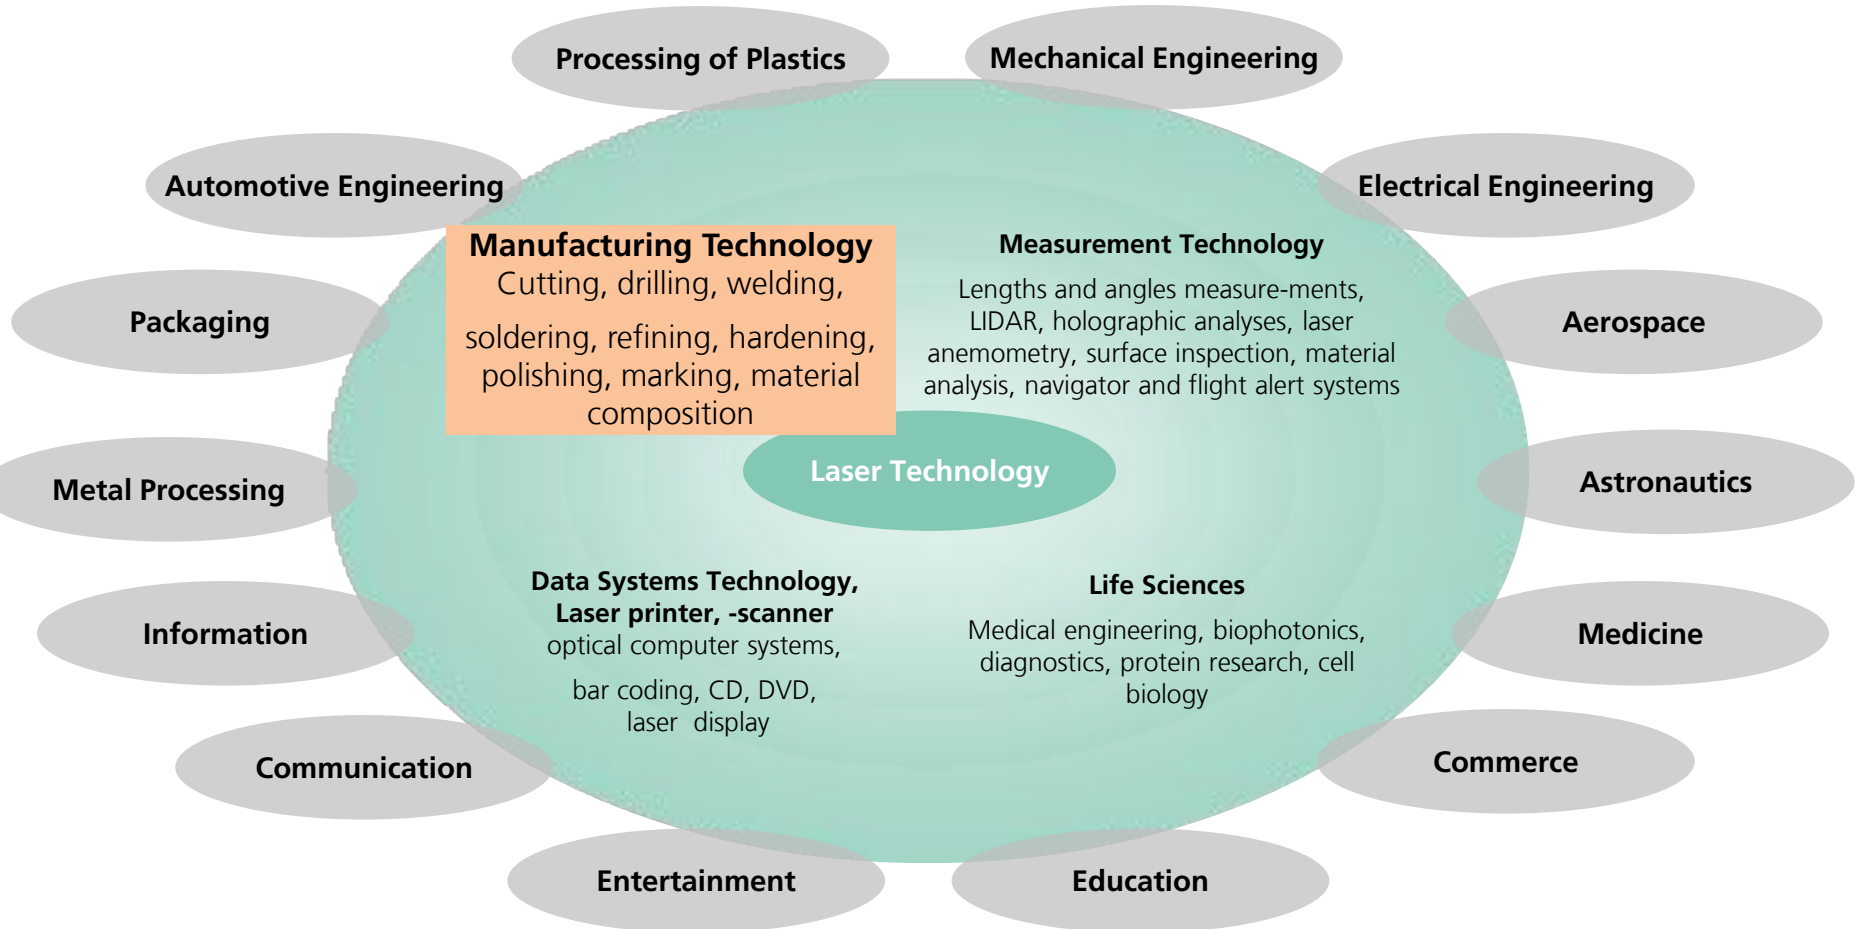 Processing of Plastics
Mechanical Engineering
Automotive Engineering
Electrical Engineering
Manufacturing Technology
Cutting, drilling, welding,
soldering, refining, hardening,
polishing, marking, material
composition
Measurement Technology
Lengths and angles measure-ments,
LIDAR, holographic analyses, laser
anemometry, surface inspection, material
analysis, navigator and flight alert systems
Packaging
Aerospace
Laser Technology
Metal Processing
Astronautics
Data Systems Technology,
Laser printer, -scanner
optical computer systems,
bar coding, CD, DVD,
laser display
Life Sciences
Medical engineering, biophotonics,
diagnostics, protein research, cell
biology
Information
Medicine
Communication
Commerce
Entertainment
Education